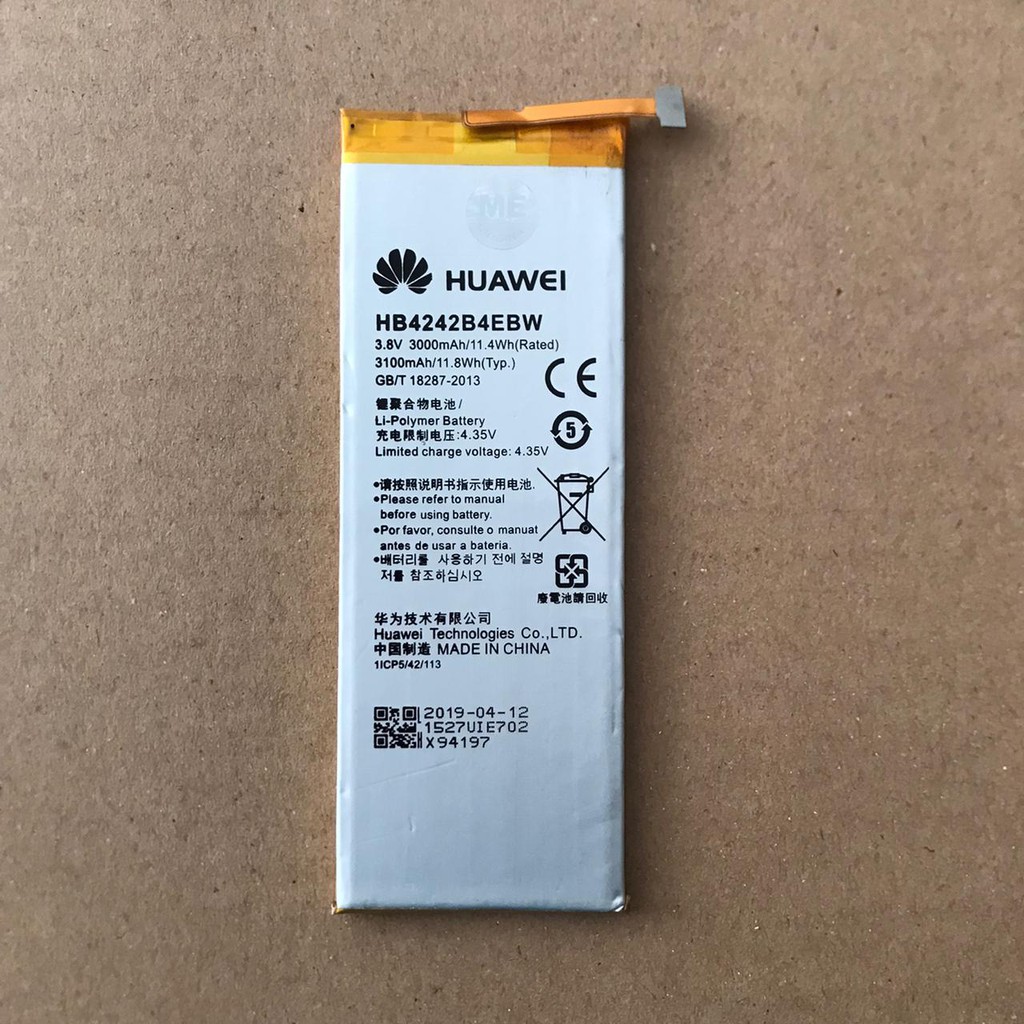 ME
HUAWEI
HB4242B4EBW
3.8V 3000mAh/11.4Wh(Rated)
3100mAh/11.8Wh(Typ.)
GB/T 18287-2013
CE
锂聚合物电池/
Li-Polymer Battery
充电限制电压:4.35V
Limited charge voltage: 4.35V
5
•请按照说明书指示使用电池.
•Please refer to manual
before using battery.
•Por favor, consulte o manuat
antes de usar a bateria.
•배터리를 사용하기 전에 절명
저를 참조하십시오
廢電池請回收
华为技术有限公司
Huawei Technologies Co.,LTD.
中国制造 MADE IN CHINA
1ICP5/42/113
2019-04-12
1527UIE702
X94197